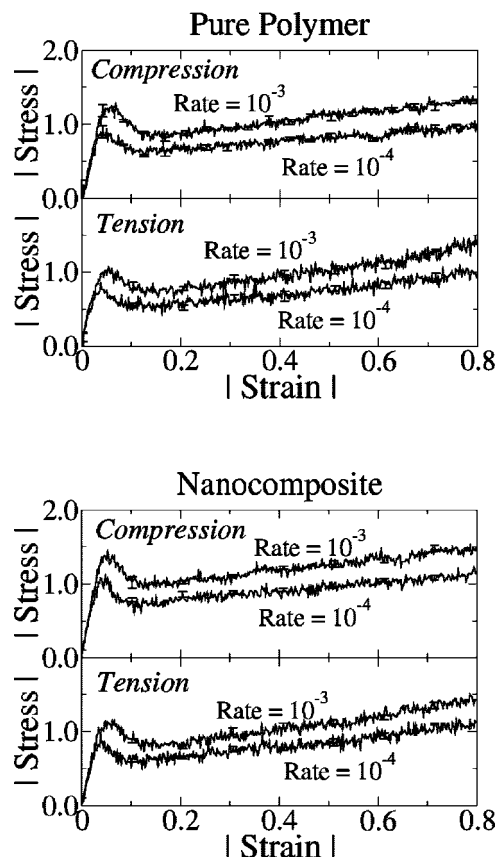 Pure Polymer
2.0
Compression
Rate = 10⁻³
| Stress |
1.0
Rate = 10⁻⁴
0.0
Tension
Rate = 10⁻³
| Stress |
1.0
Rate = 10⁻⁴
0.0
0 0.2 0.4 0.6 0.8
| Strain |
Nanocomposite
2.0
Compression
Rate = 10⁻³
| Stress |
1.0
Rate = 10⁻⁴
0.0
Tension
Rate = 10⁻³
| Stress |
1.0
Rate = 10⁻⁴
0.0
0 0.2 0.4 0.6 0.8
| Strain |